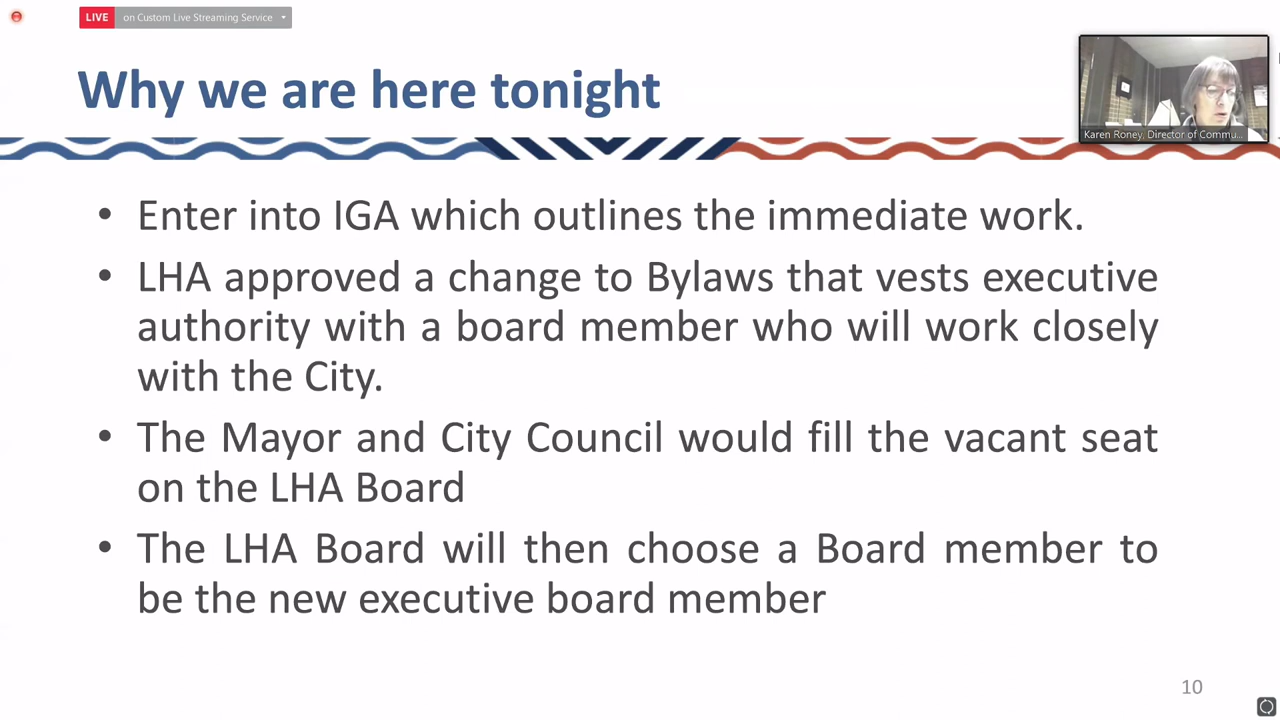 LIVE on Custom Live Streaming Service
Why we are here tonight
Karen Roney, Director of Commu...
• Enter into IGA which outlines the immediate work.
• LHA approved a change to Bylaws that vests executive
authority with a board member who will work closely
with the City.
• The Mayor and City Council would fill the vacant seat
on the LHA Board
• The LHA Board will then choose a Board member to
be the new executive board member
10